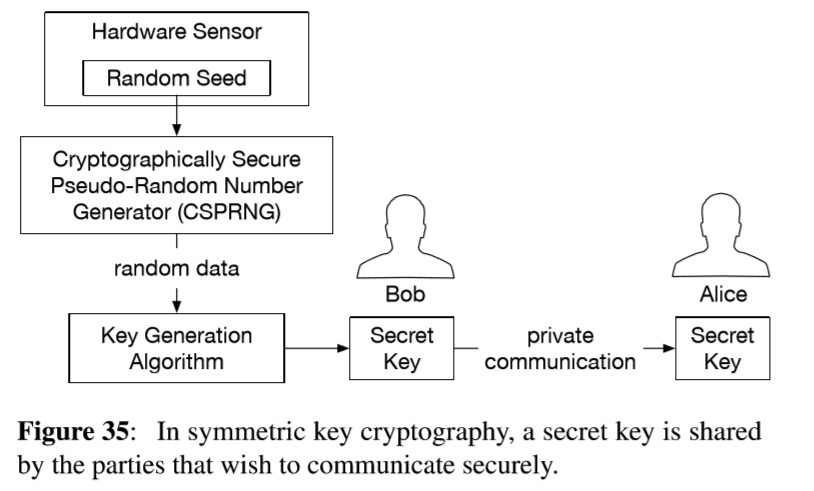 Hardware Sensor
Random Seed
Cryptographically Secure
Pseudo-Random Number
Generator (CSPRNG)
random data
Key Generation
Algorithm
Bob
Secret
Key
private
communication
Alice
Secret
Key
Figure 35: In symmetric key cryptography, a secret key is shared
by the parties that wish to communicate securely.